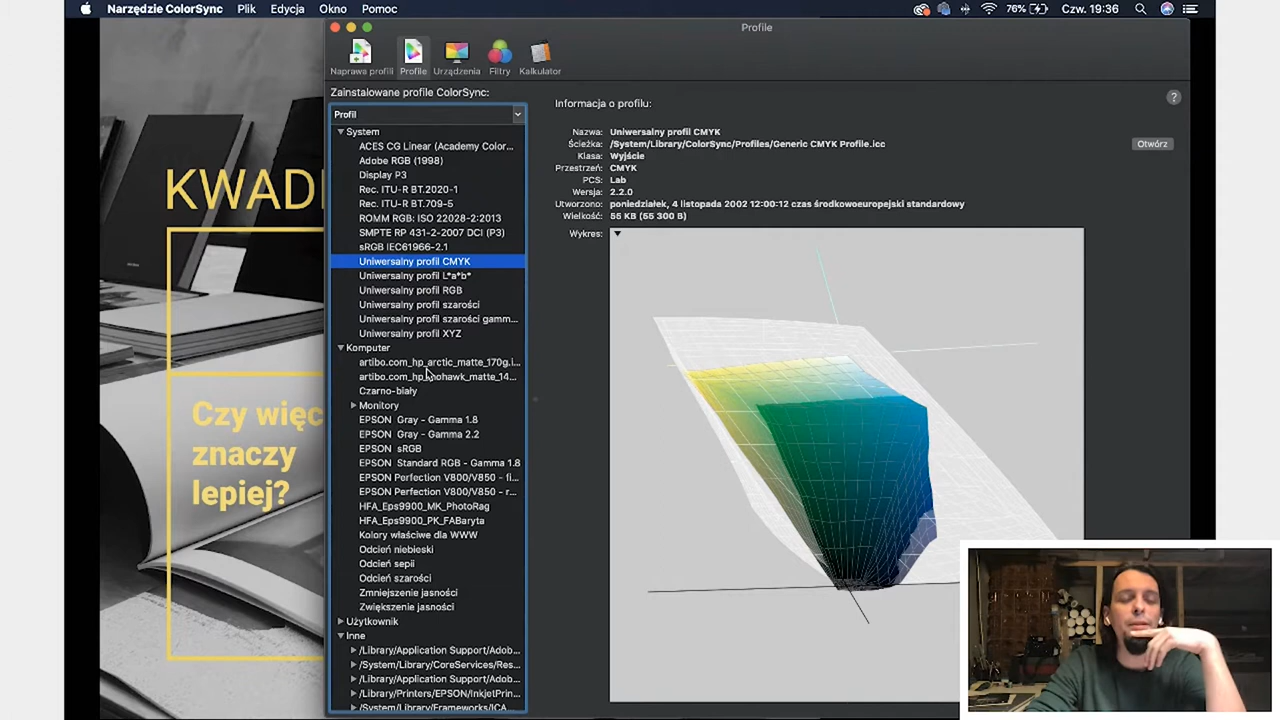 Narzędzie ColorSync Plik Edycja Okno Pomoc 76% Czw. 19:36
Profile
Naprawa profili Profile Urządzenia Filtry Kalkulator
Zainstalowane profile ColorSync:
Profil
System
ACES CG Linear (Academy Color...
Adobe RGB (1998)
Display P3
Rec. ITU-R BT.2020-1
Rec. ITU-R BT.709-5
ROMM RGB: ISO 22028-2:2013
SMPTE RP 431-2-2007 DCI (P3)
sRGB IEC61966-2.1
Uniwersalny profil CMYK
Uniwersalny profil L*a*b*
Uniwersalny profil RGB
Uniwersalny profil szarości
Uniwersalny profil szarości gamm...
Uniwersalny profil XYZ
Komputer
artibo.com_hp_arctic_matte_170g.i...
artibo.com_hp_mohawk_matte_14...
Czarno-biały
Monitory
EPSON Gray - Gamma 1.8
EPSON Gray - Gamma 2.2
EPSON sRGB
EPSON Standard RGB - Gamma 1.8
EPSON Perfection V800/V850 - fi...
EPSON Perfection V800/V850 - r...
HFA_Eps9900_MK_PhotoRag
HFA_Eps9900_PK_FABaryta
Kolory właściwe dla WWW
Odcień niebieski
Odcień sepii
Odcień szarości
Zmniejszenie jasności
Zwiększenie jasności
Użytkownik
Inne
/Library/Application Support/Adob...
/System/Library/CoreServices/Res...
/Library/Application Support/Adob...
/Library/Printers/EPSON/InkjetPrin...
/System/Library/Frameworks/ICA...
Informacja o profilu:
?
Nazwa: Uniwersalny profil CMYK
Ścieżka: /System/Library/ColorSync/Profiles/Generic CMYK Profile.icc
Otwórz
Klasa: Wyjście
Przestrzeń: CMYK
PCS: Lab
Wersja: 2.2.0
Utworzono: poniedziałek, 4 listopada 2002 12:00:12 czas środkowoeuropejski standardowy
Wielkość: 55 KB (55 300 B)
Wykres:
KWAD
Czy więc
znaczy
lepiej?